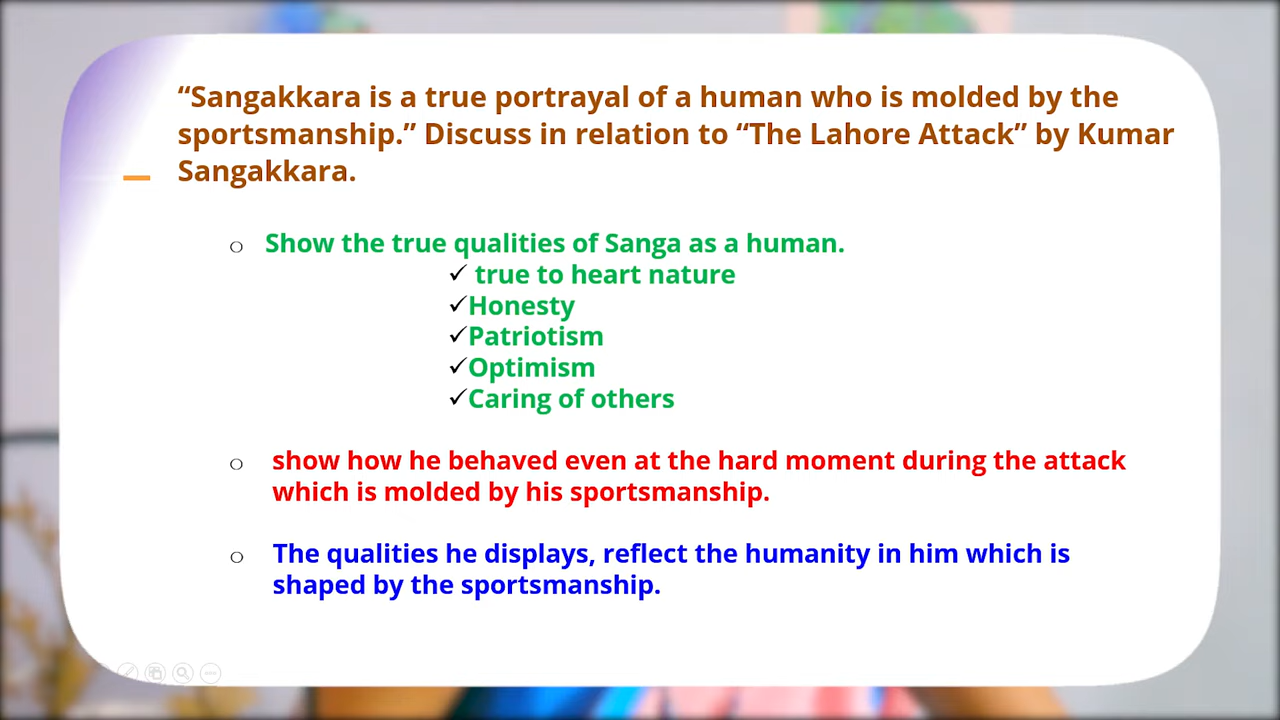 “Sangakkara is a true portrayal of a human who is molded by the
sportsmanship.” Discuss in relation to “The Lahore Attack” by Kumar
Sangakkara.
Show the true qualities of Sanga as a human.
true to heart nature
Honesty
Patriotism
Optimism
Caring of others
show how he behaved even at the hard moment during the attack
which is molded by his sportsmanship.
The qualities he displays, reflect the humanity in him which is
shaped by the sportsmanship.